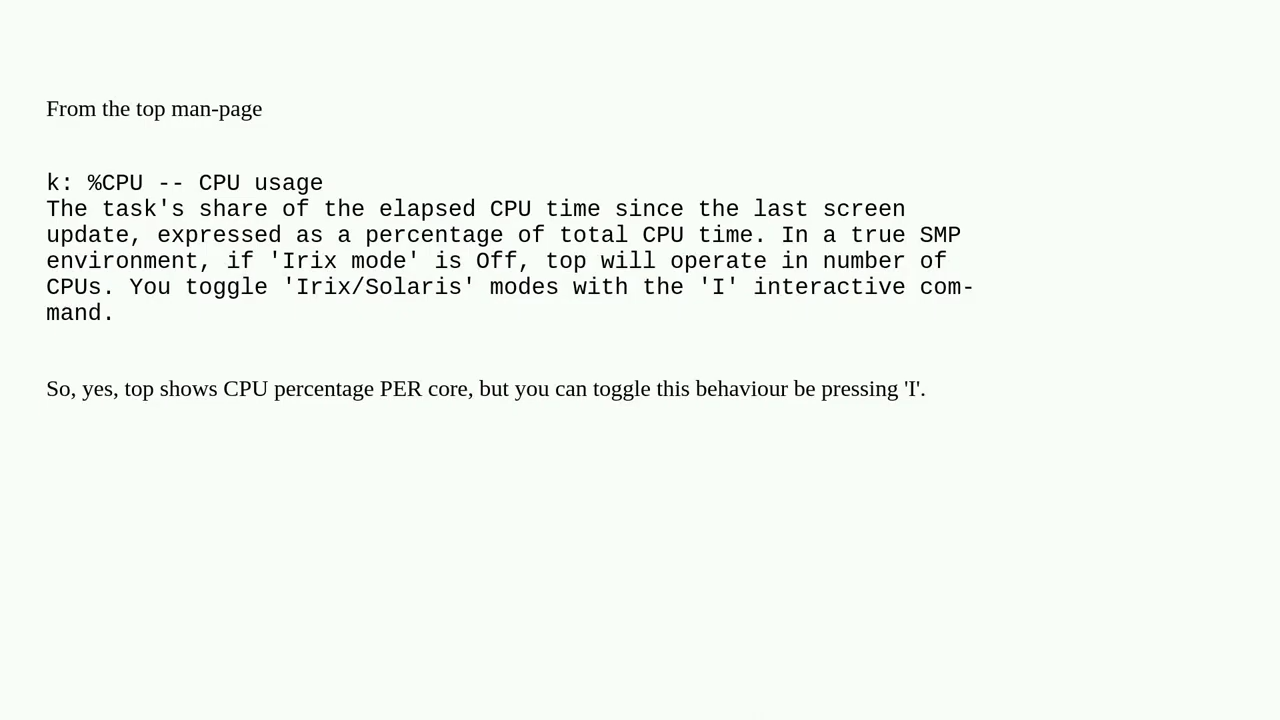 From the top man-page
k: %CPU -- CPU usage
The task's share of the elapsed CPU time since the last screen
update, expressed as a percentage of total CPU time. In a true SMP
environment, if 'Irix mode' is Off, top will operate in number of
CPUs. You toggle 'Irix/Solaris' modes with the 'I' interactive com-
mand.
So, yes, top shows CPU percentage PER core, but you can toggle this behaviour be pressing 'I'.